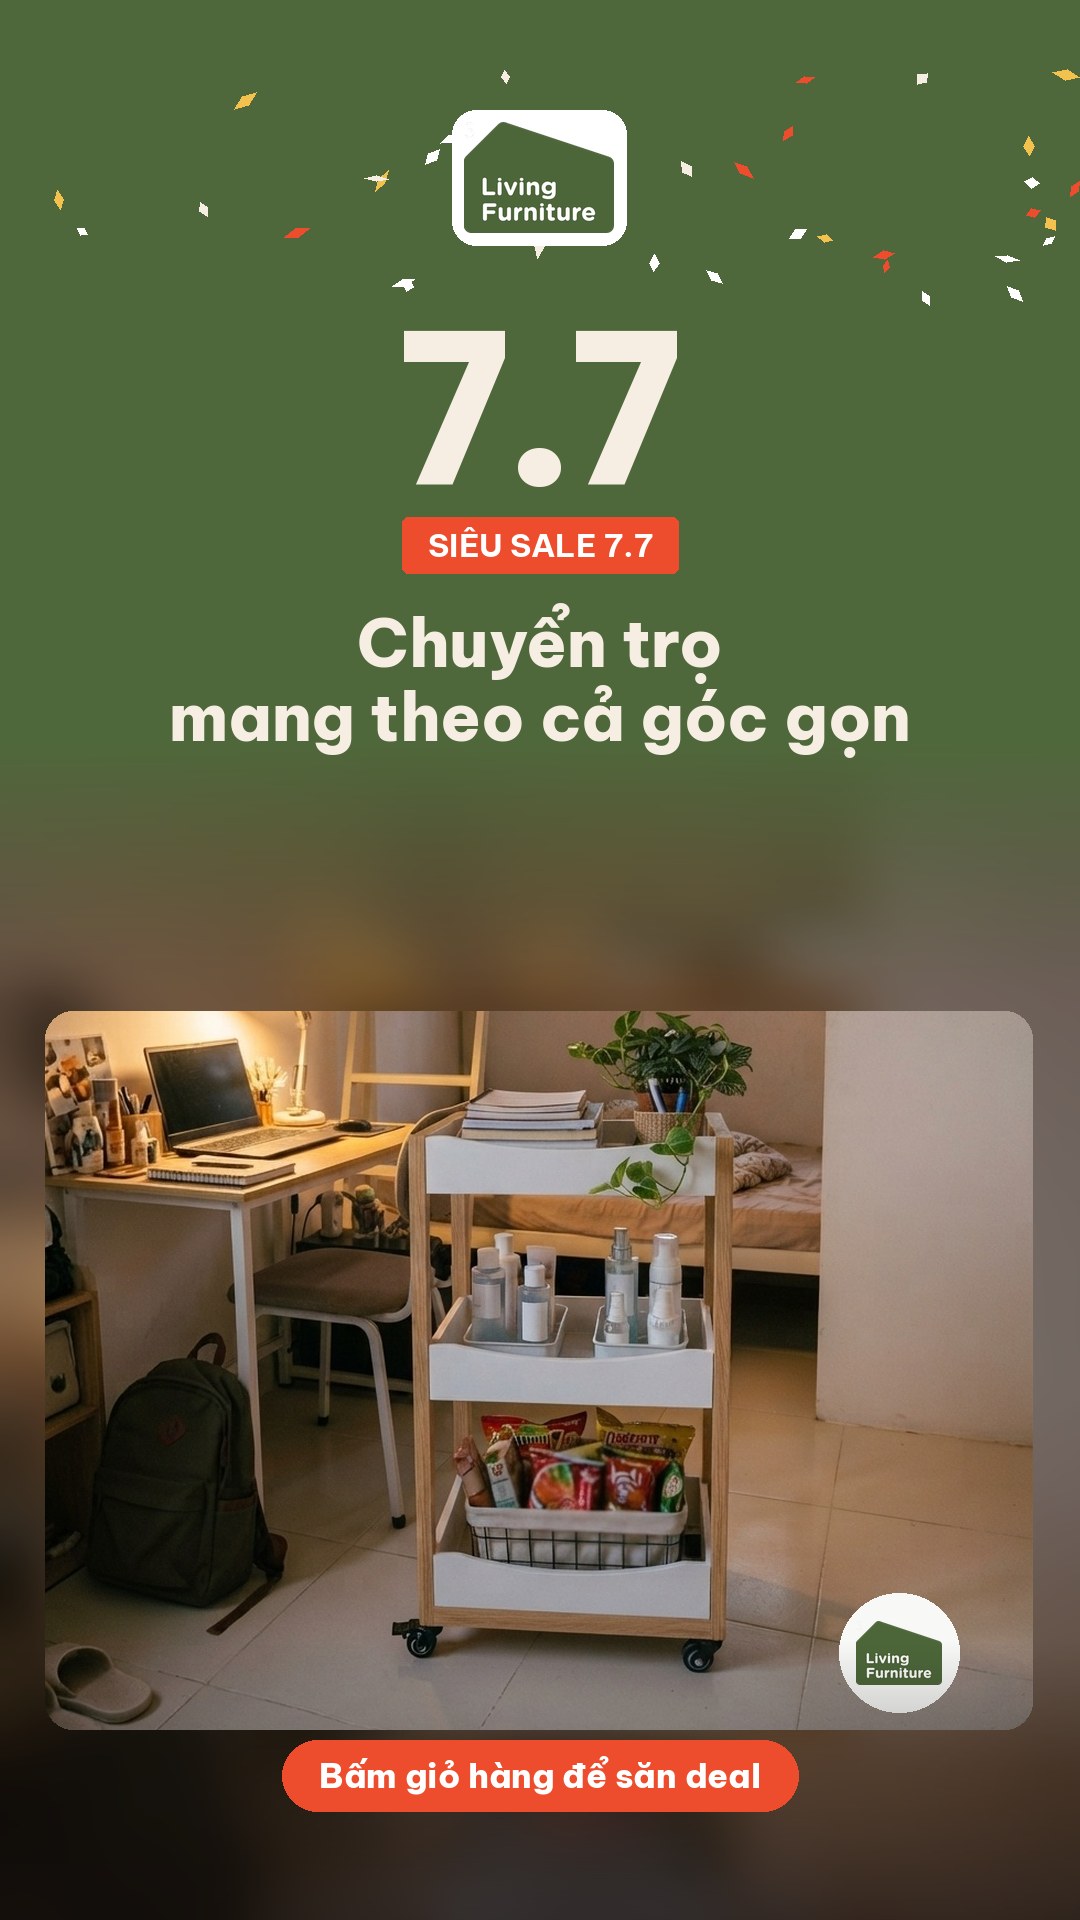 Living
Furniture
7.7
SIÊU SALE 7.7
Chuyển trọ
mang theo cả góc gọn
Living
Furniture
Bấm giỏ hàng để săn deal